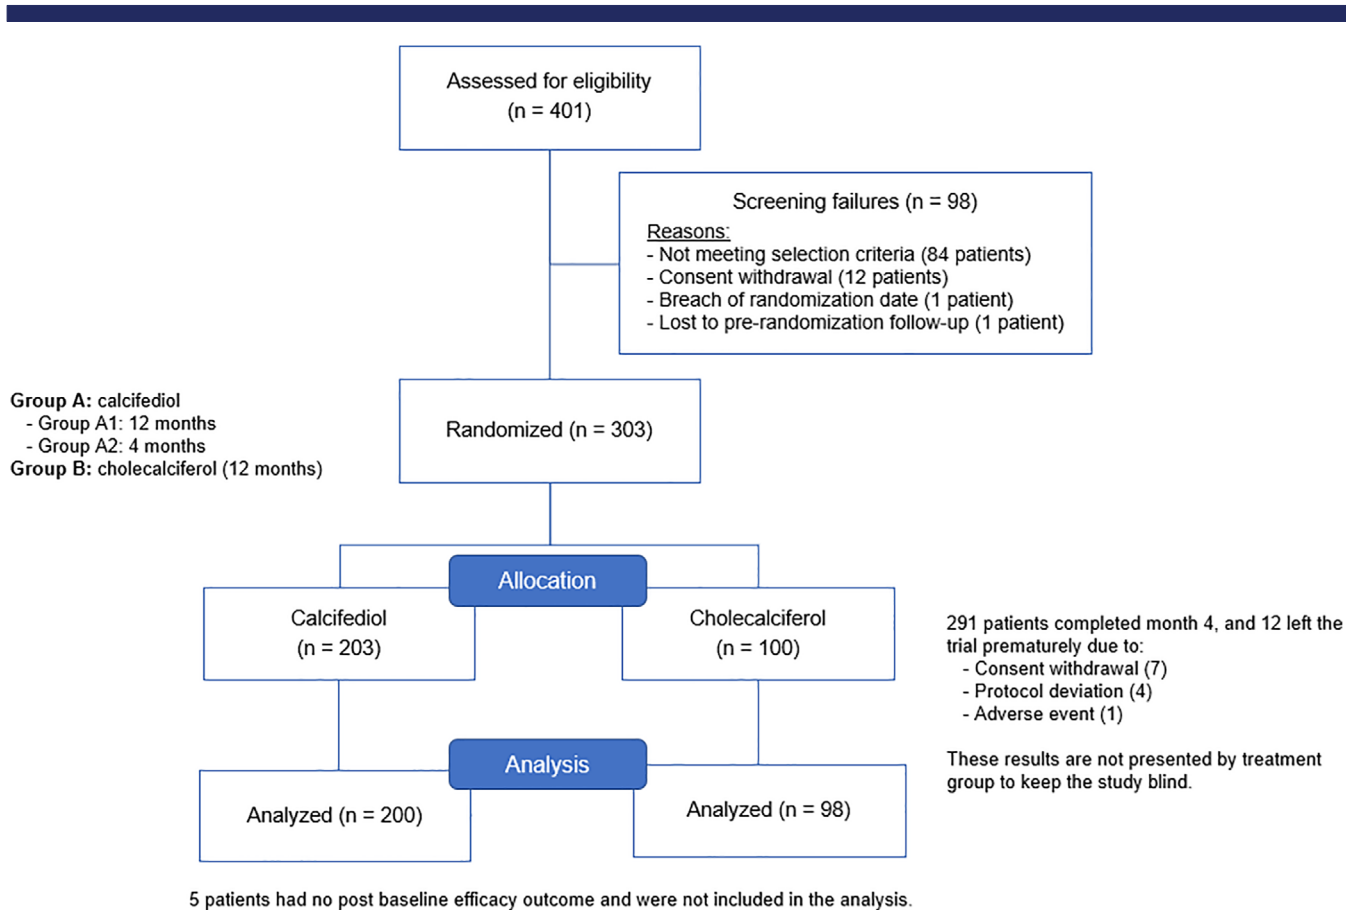 Assessed for eligibility
(n = 401)
Screening failures (n = 98)
Reasons:
- Not meeting selection criteria (84 patients)
- Consent withdrawal (12 patients)
- Breach of randomization date (1 patient)
- Lost to pre-randomization follow-up (1 patient)
Group A: calcifediol
- Group A1: 12 months
- Group A2: 4 months
Group B: cholecalciferol (12 months)
Randomized (n = 303)
Allocation
Calcifediol
(n = 203)
Cholecalciferol
(n = 100)
291 patients completed month 4, and 12 left the
trial prematurely due to:
- Consent withdrawal (7)
- Protocol deviation (4)
- Adverse event (1)
These results are not presented by treatment
group to keep the study blind.
Analysis
Analyzed (n = 200)
Analyzed (n = 98)
5 patients had no post baseline efficacy outcome and were not included in the analysis.